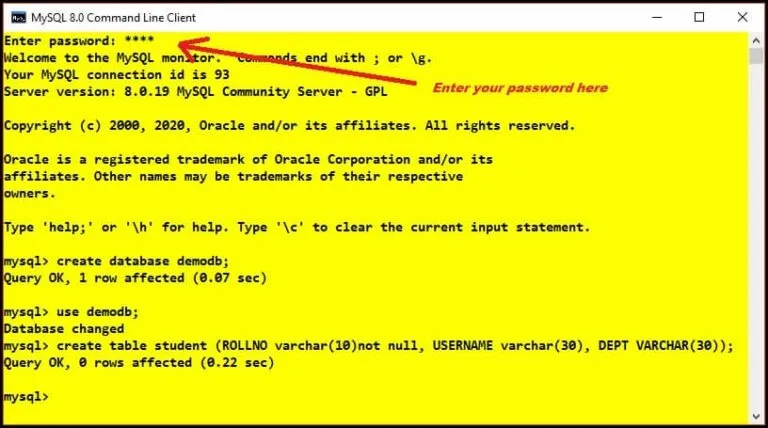 MySQL 8.0 Command Line Client
Enter password: ****
Welcome to the MySQL monitor.  Commands end with ; or \g.
Your MySQL connection id is 93
Server version: 8.0.19 MySQL Community Server - GPL
Enter your password here
Copyright (c) 2000, 2020, Oracle and/or its affiliates. All rights reserved.
Oracle is a registered trademark of Oracle Corporation and/or its
affiliates. Other names may be trademarks of their respective
owners.
Type 'help;' or '\h' for help. Type '\c' to clear the current input statement.
mysql> create database demodb;
Query OK, 1 row affected (0.07 sec)
mysql> use demodb;
Database changed
mysql> create table student (ROLLNO varchar(10)not null, USERNAME varchar(30), DEPT VARCHAR(30));
Query OK, 0 rows affected (0.22 sec)
mysql>